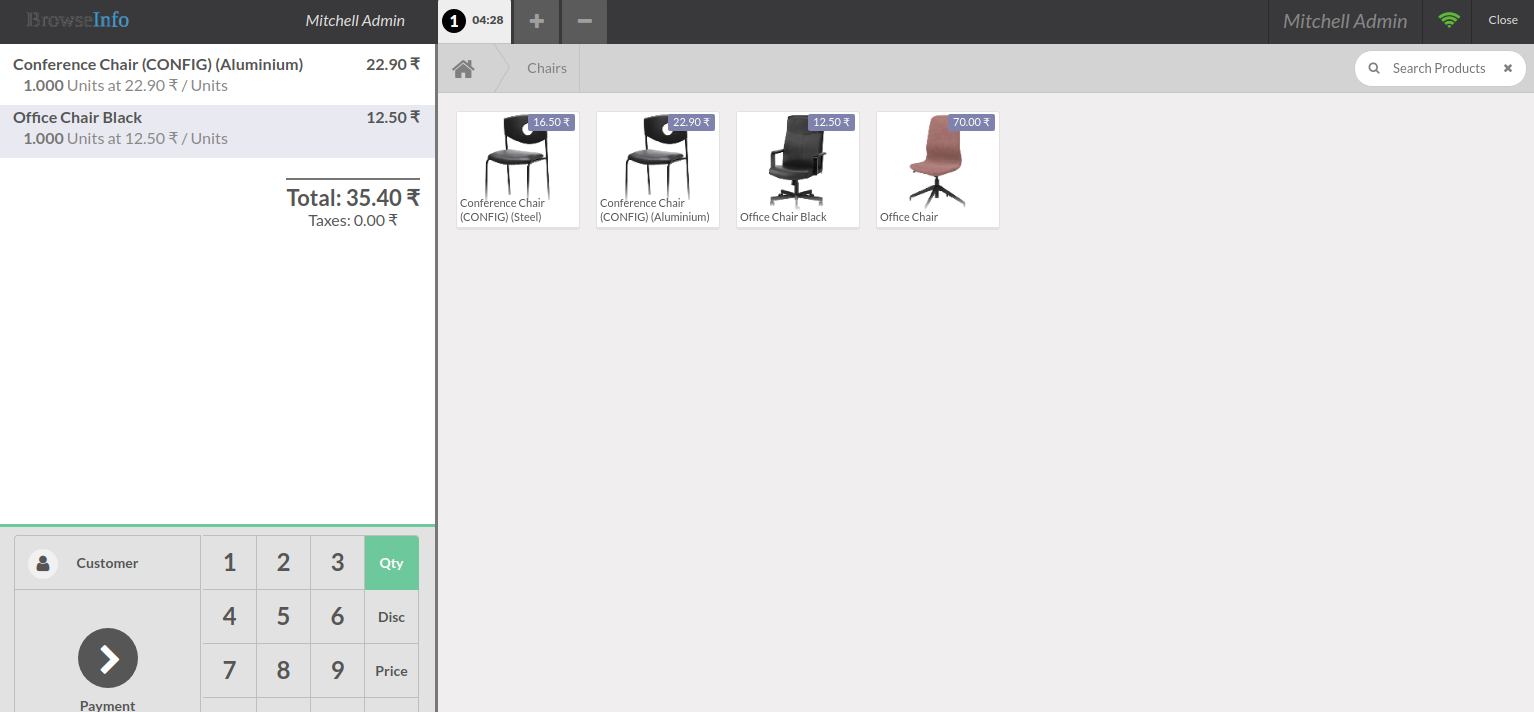 BrowseInfo
Mitchell Admin
1 04:28 + −
Mitchell Admin
Close
Conference Chair (CONFIG) (Aluminium) 22.90 ₹
1.000 Units at 22.90 ₹ / Units
Office Chair Black 12.50 ₹
1.000 Units at 12.50 ₹ / Units
Total: 35.40 ₹
Taxes: 0.00 ₹
Customer
Payment
1 2 3 Qty
4 5 6 Disc
7 8 9 Price
Chairs
Search Products
16.50 ₹
Conference Chair
(CONFIG) (Steel)
22.90 ₹
Conference Chair
(CONFIG) (Aluminium)
12.50 ₹
Office Chair Black
70.00 ₹
Office Chair